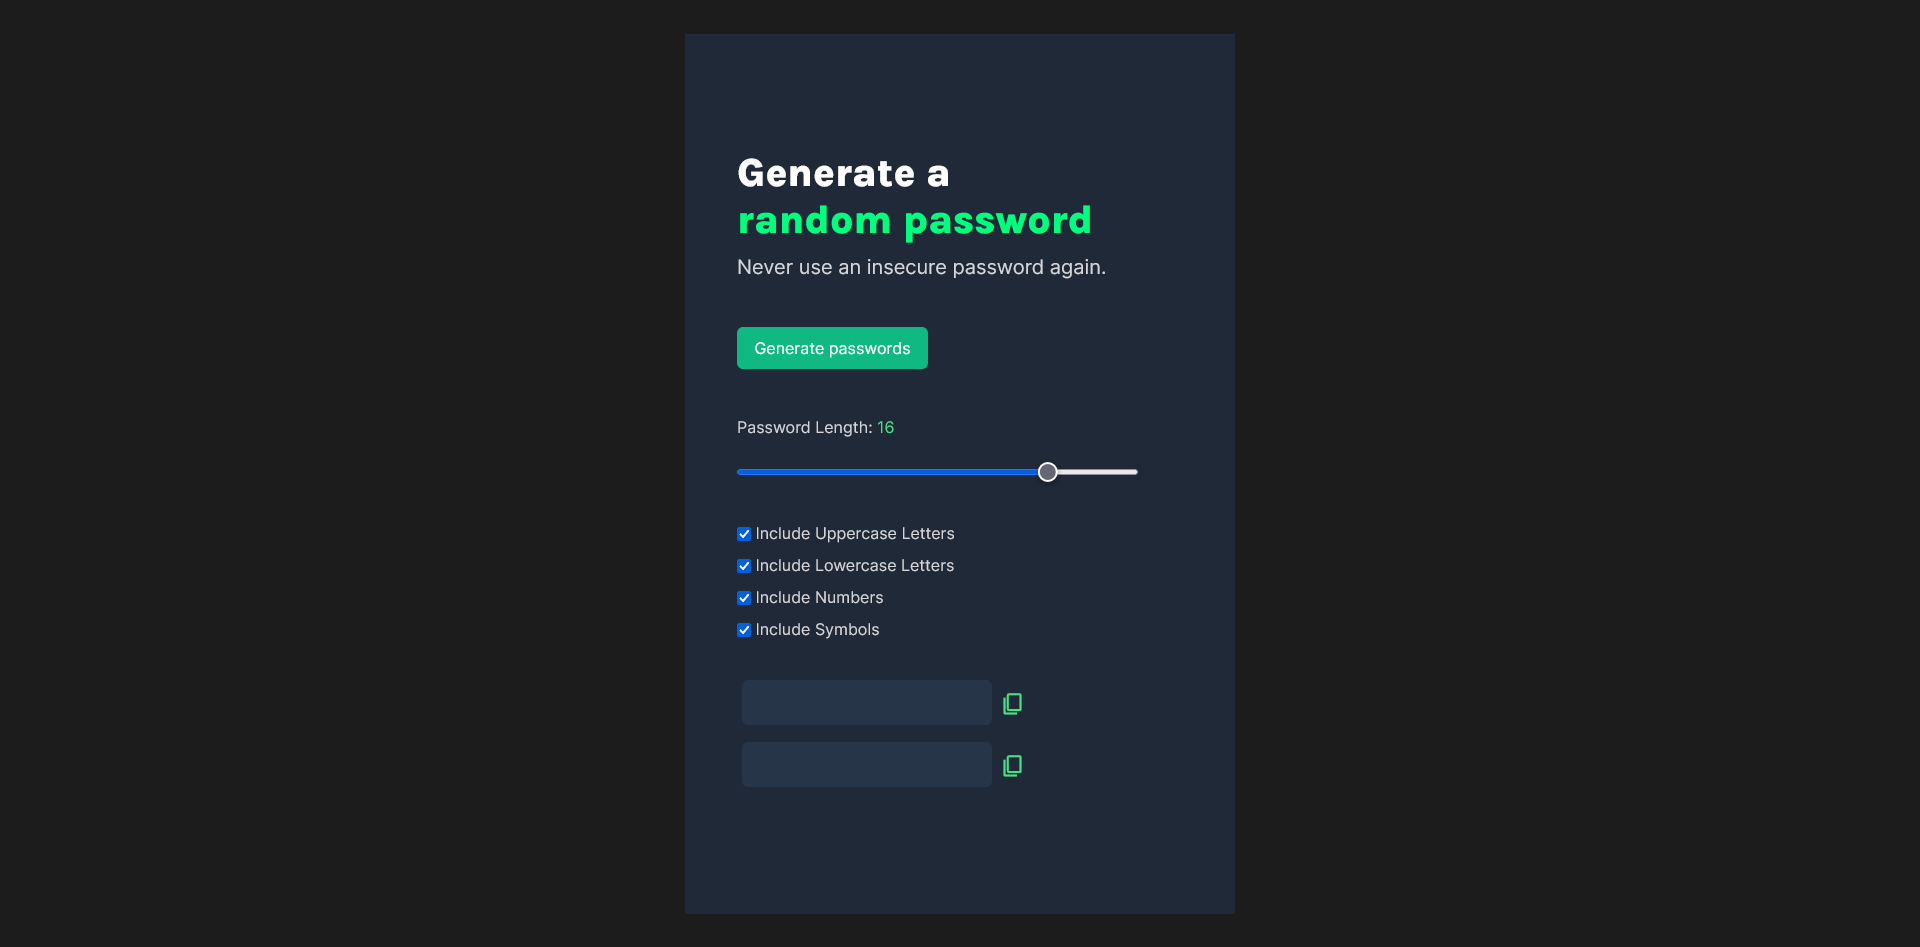 Generate a
random password
Never use an insecure password again.
Generate passwords
Password Length: 16
Include Uppercase Letters
Include Lowercase Letters
Include Numbers
Include Symbols